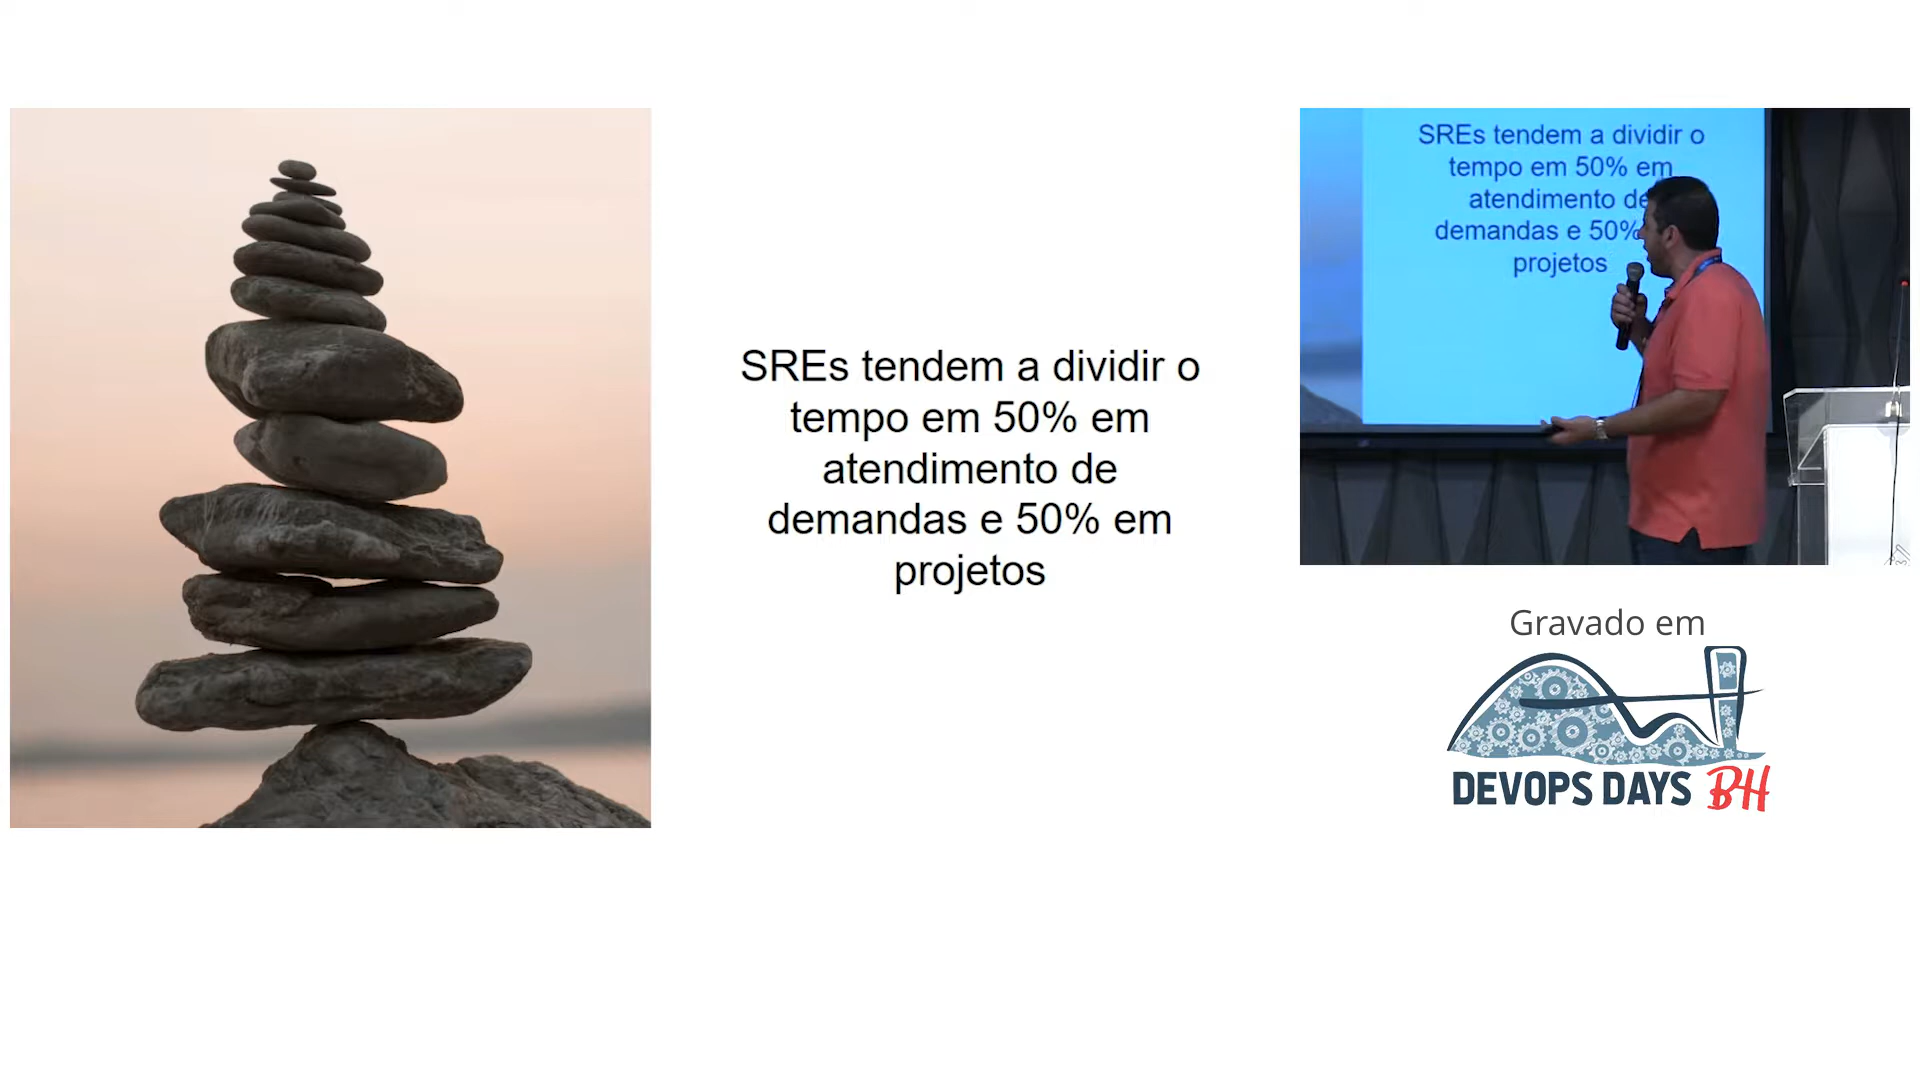 SREs tendem a dividir o
tempo em 50% em
atendimento de
demandas e 50% em
projetos
SREs tendem a dividir o
tempo em 50% em
atendimento de
demandas e 50%
projetos
Gravado em
DEVOPS DAYS BH